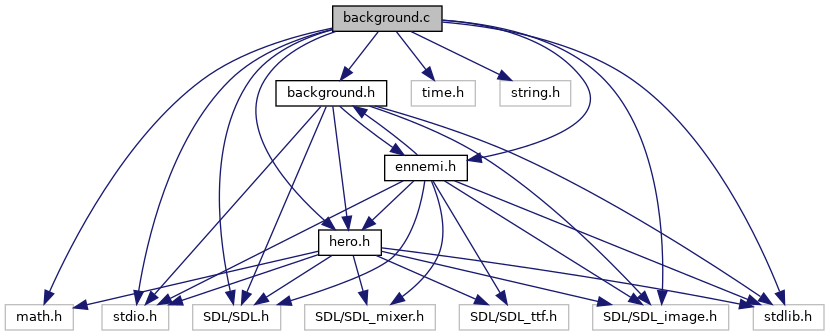 background.c
background.h
time.h
string.h
ennemi.h
hero.h
math.h
stdio.h
SDL/SDL.h
SDL/SDL_mixer.h
SDL/SDL_ttf.h
SDL/SDL_image.h
stdlib.h